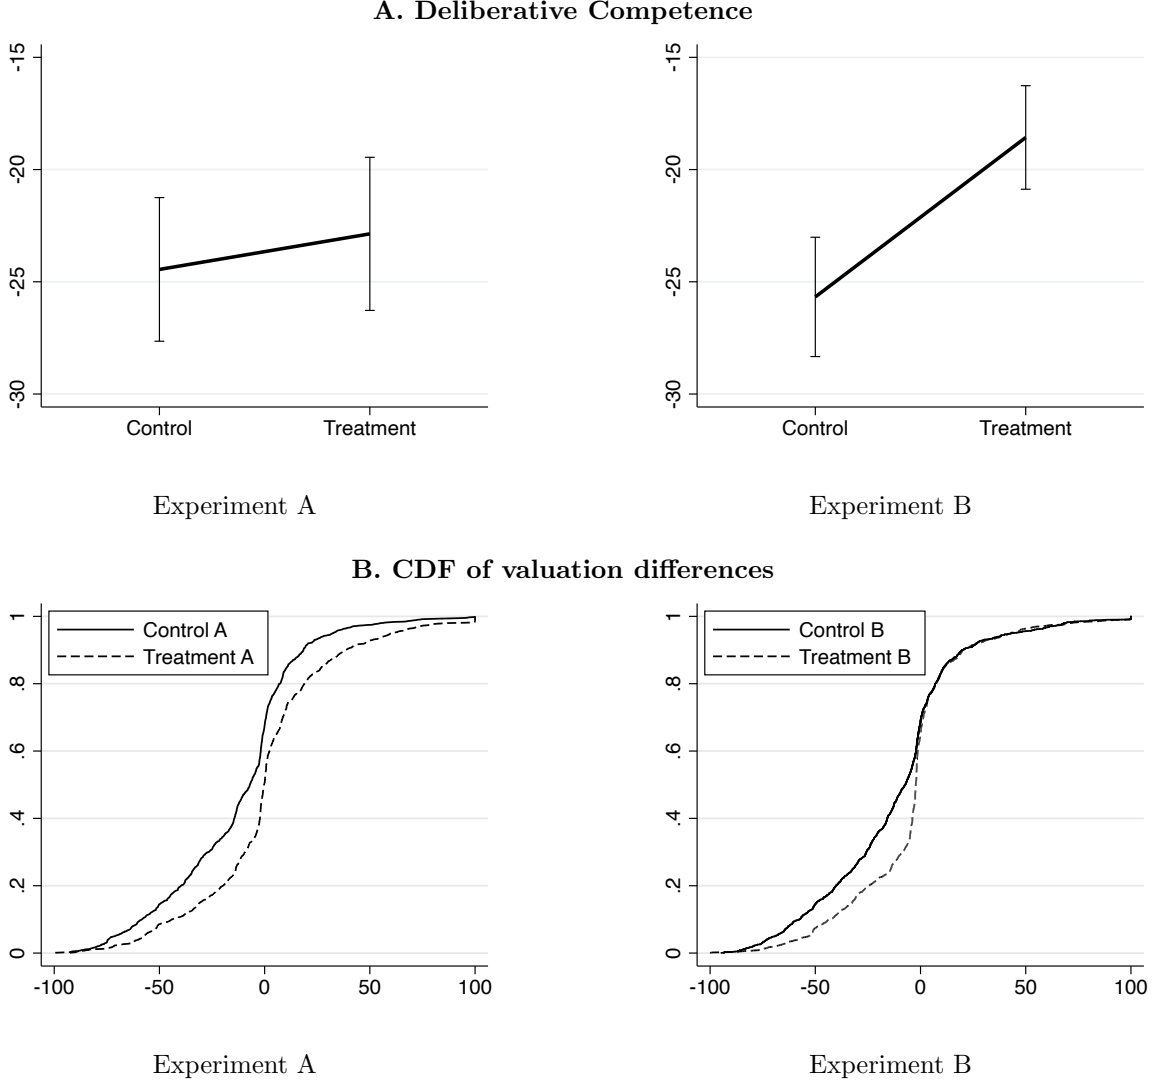 A. Deliberative Competence
-15
-20
-25
-30
Control
Treatment
Experiment A
-15
-20
-25
-30
Control
Treatment
Experiment B
B. CDF of valuation differences
1
.8
.6
.4
.2
0
Control A
Treatment A
-100
-50
0
50
100
Experiment A
1
.8
.6
.4
.2
0
Control B
Treatment B
-100
-50
0
50
100
Experiment B